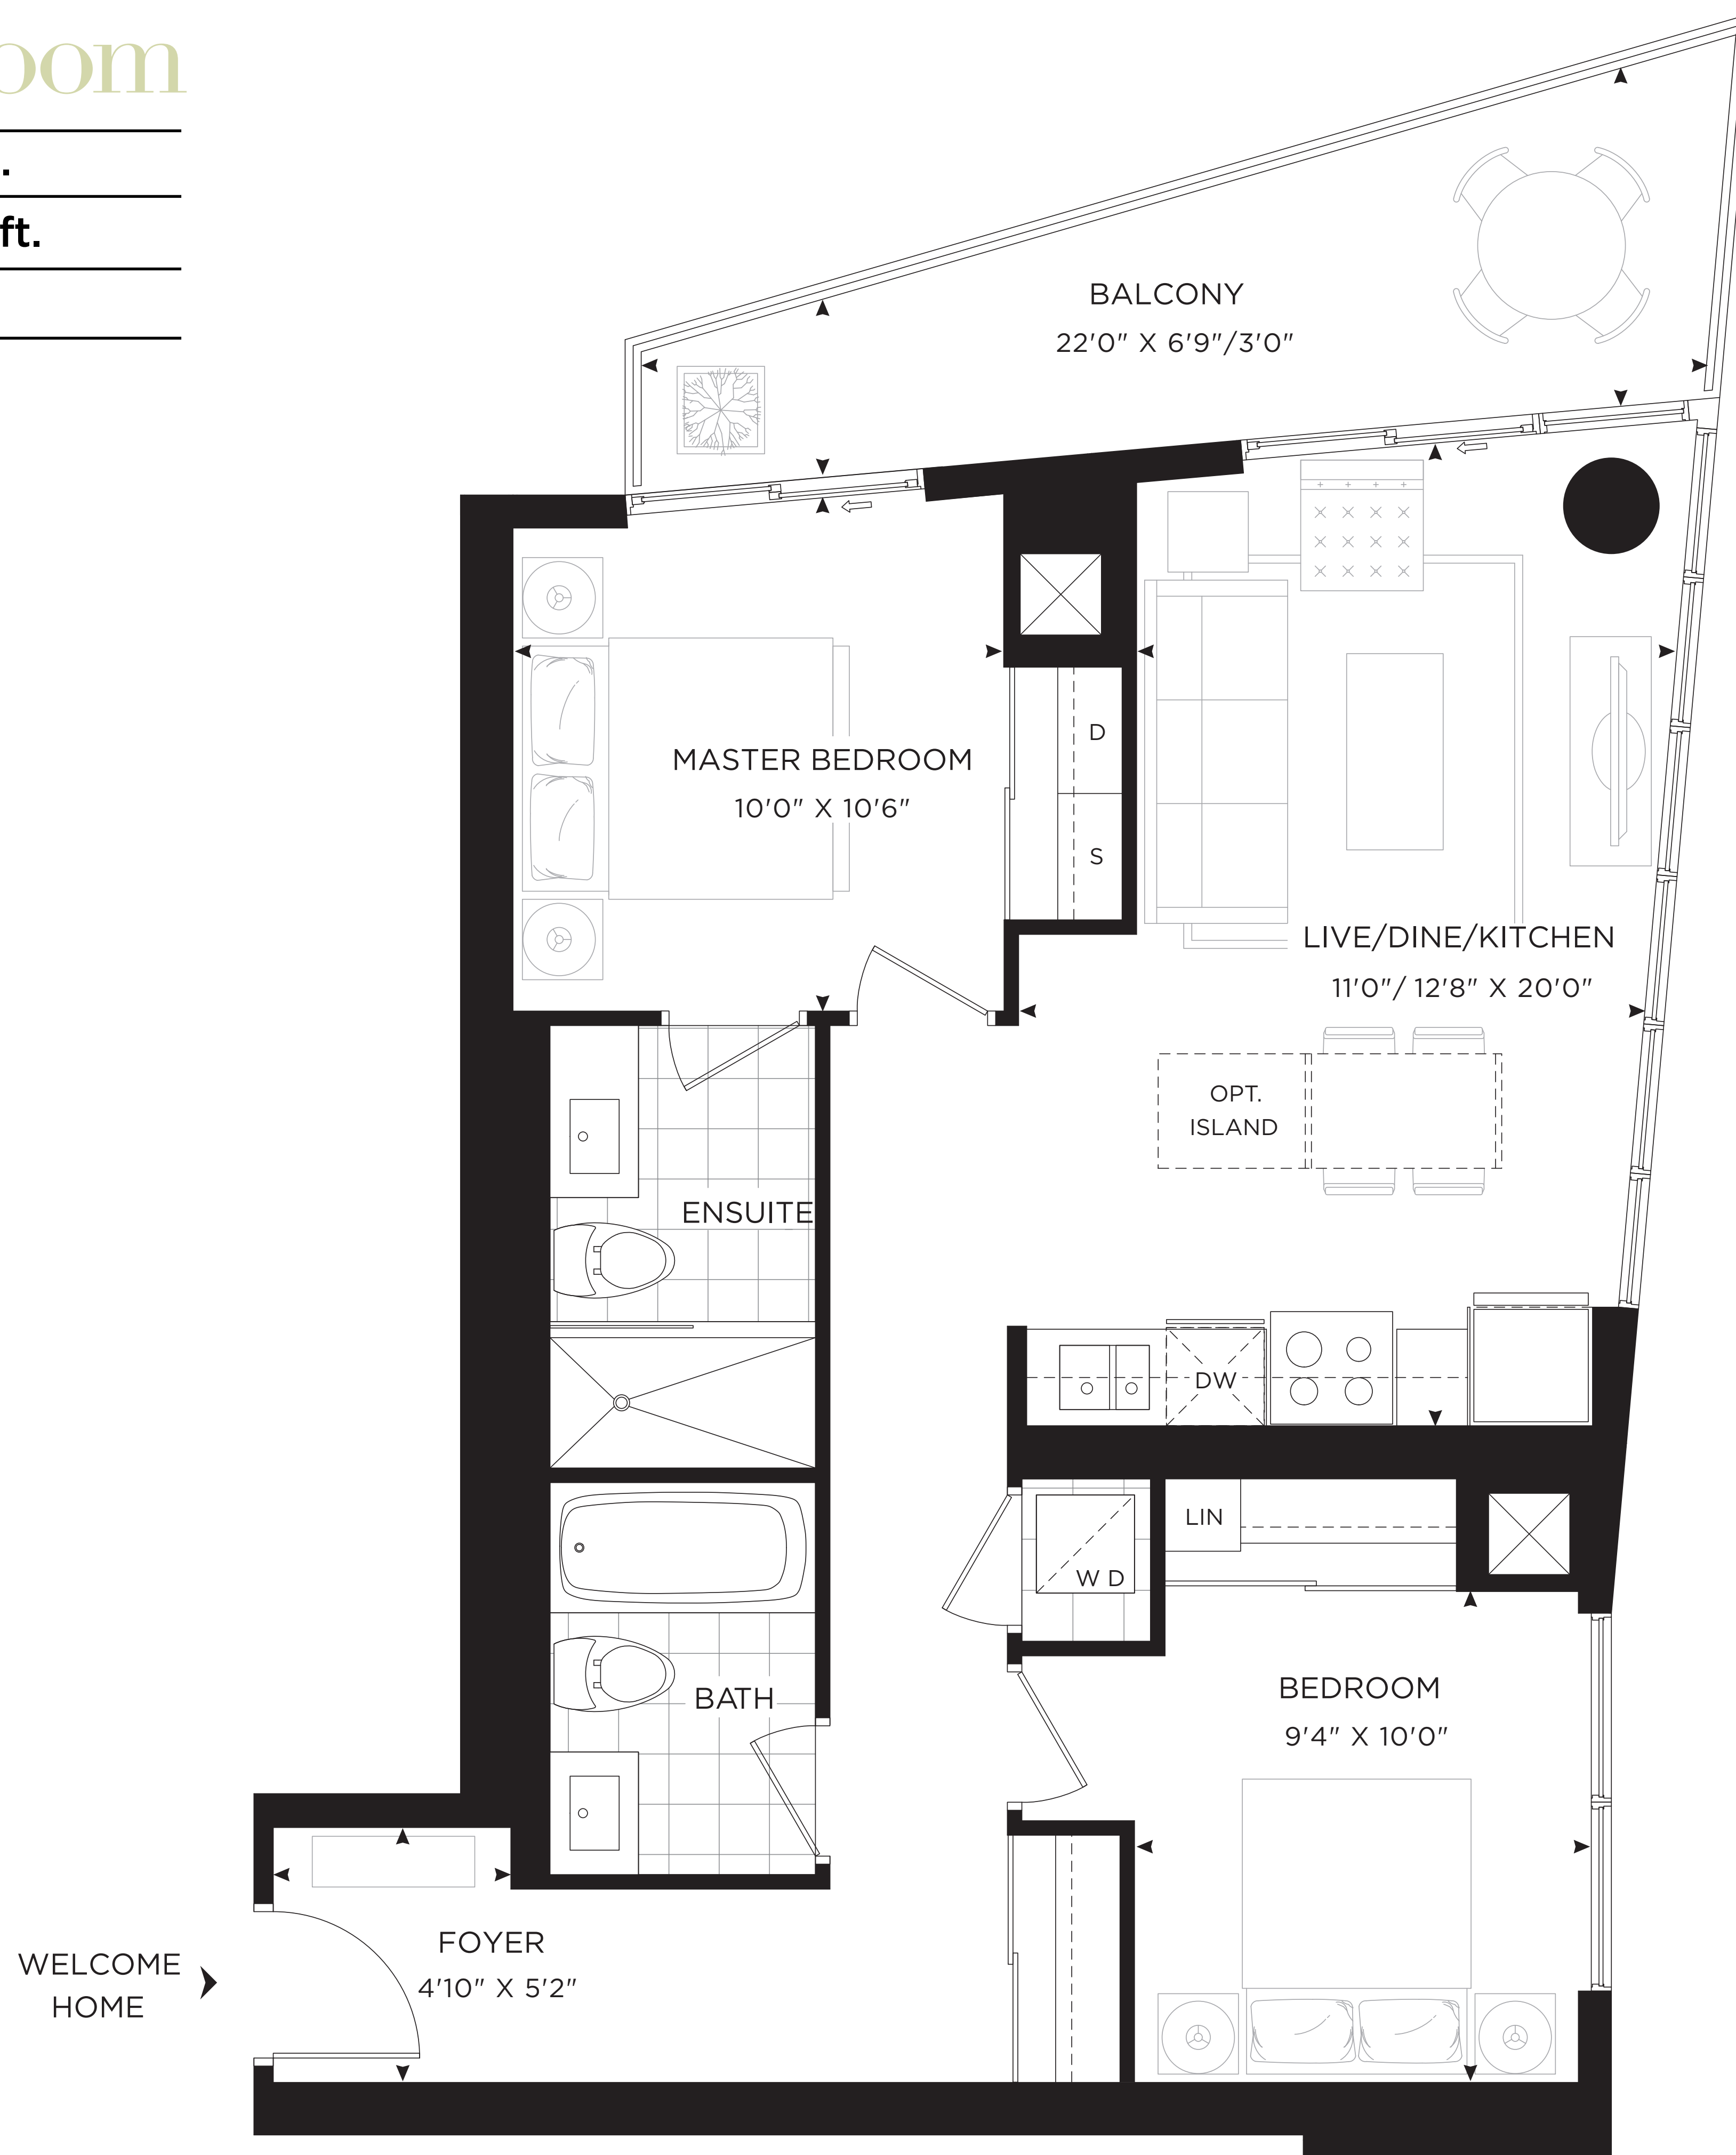 oom
.
ft.
BALCONY
22'0" X 6'9"/3'0"
D
MASTER BEDROOM
10'0" X 10'6"
S
LIVE/DINE/KITCHEN
11'0"/ 12'8" X 20'0"
OPT.
ISLAND
ENSUITE
DW
LIN
W D
BEDROOM
9'4" X 10'0"
BATH
FOYER
4'10" X 5'2"
WELCOME
HOME